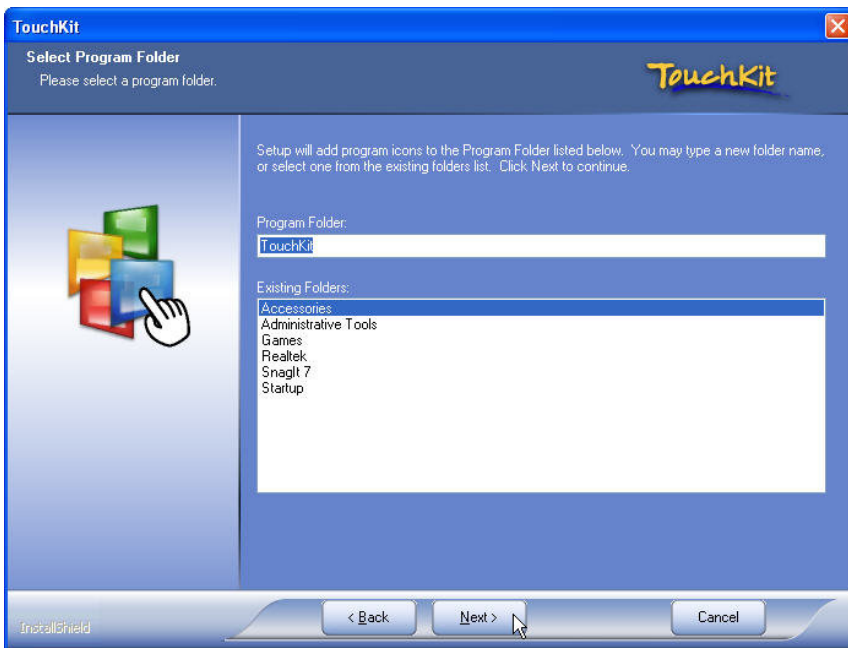 TouchKit
Select Program Folder
Please select a program folder.
TouchKit
Setup will add program icons to the Program Folder listed below. You may type a new folder name,
or select one from the existing folders list. Click Next to continue.
Program Folder:
TouchKit
Existing Folders:
Accessories
Administrative Tools
Games
Realtek
SnagIt 7
Startup
InstallShield
< Back
Next >
Cancel